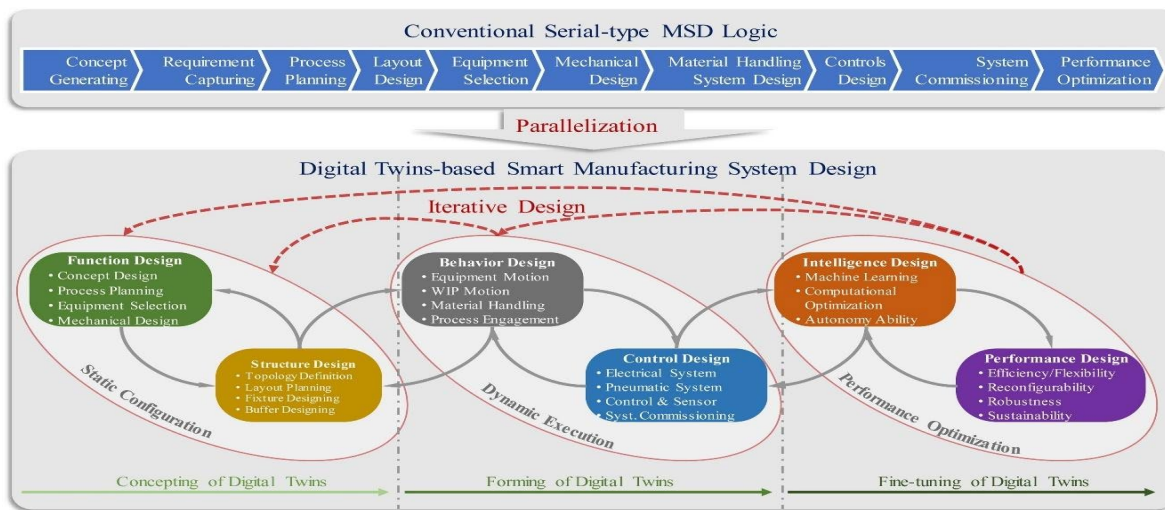 Conventional Serial-type MSD Logic
Concept
Generating
Requirement
Capturing
Process
Planning
Layout
Design
Equipment
Selection
Mechanical
Design
Material Handling
System Design
Controls
Design
System
Commissioning
Performance
Optimization
Parallelization
Digital Twins-based Smart Manufacturing System Design
Iterative Design
Function Design
• Concept Design
• Process Planning
• Equipment Selection
• Mechanical Design
Structure Design
• Topology Definition
• Layout Planning
• Fixture Designing
• Buffer Designing
Static Configuration
Behavior Design
• Equipment Motion
• WIP Motion
• Material Handling
• Process Engagement
Control Design
• Electrical System
• Pneumatic System
• Control & Sensor
• Syst. Commissioning
Dynamic Execution
Intelligence Design
• Machine Learning
• Computational
Optimization
• Autonomy Ability
Performance Design
• Efficiency/Flexibility
• Reconfigurability
• Robustness
• Sustainability
Performance Optimization
Concepting of Digital Twins
Forming of Digital Twins
Fine-tuning of Digital Twins